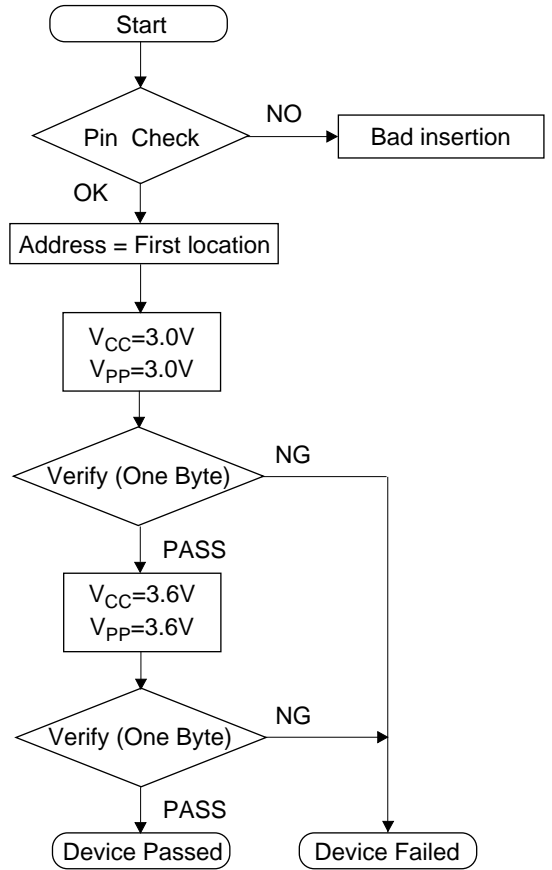 Start
Pin Check
NO
Bad insertion
OK
Address = First location
VCC=3.0V
VPP=3.0V
Verify (One Byte)
NG
PASS
VCC=3.6V
VPP=3.6V
Verify (One Byte)
NG
PASS
Device Passed
Device Failed